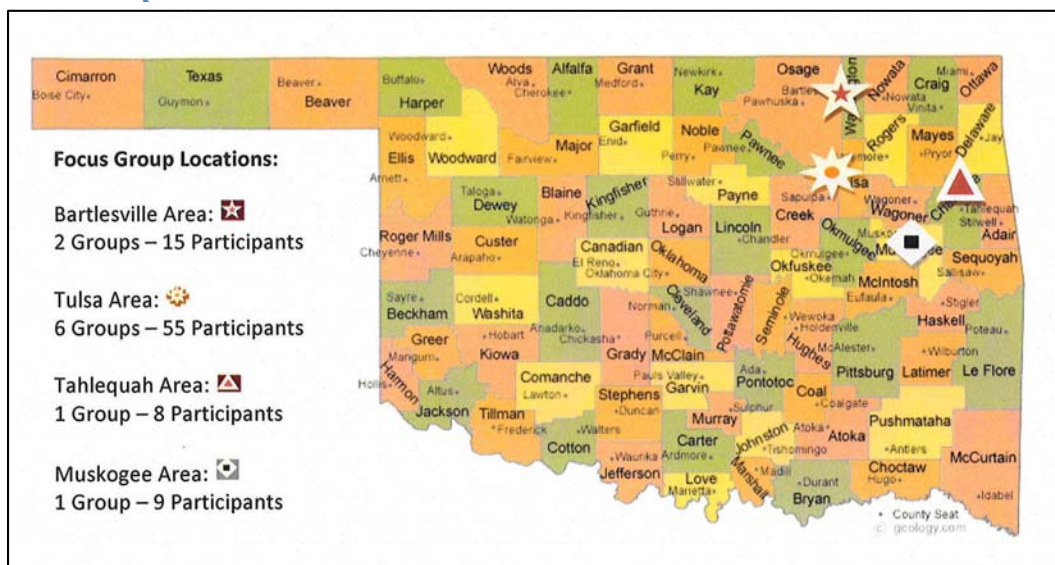 Focus Group Locations:
Bartlesville Area:
2 Groups – 15 Participants
Tulsa Area:
6 Groups – 55 Participants
Tahlequah Area:
1 Group – 8 Participants
Muskogee Area:
1 Group – 9 Participants
Cimarron
Boise City
Texas
Guymon
Beaver
Beaver
Buffalo
Harper
Woods
Alva
Alfalfa
Cherokee
Grant
Medford
Newkirk
Kay
Osage
Pawhuska
Nowata
Nowata
Craig
Vinita
Miami
Ottawa
Woodward
Woodward
Ellis
Arnett
Major
Fairview
Garfield
Enid
Noble
Perry
Pawnee
Pawnee
Rogers
Mayes
Pryor
Delaware
Jay
Taloga
Dewey
Blaine
Watonga
Kingfisher
Kingfisher
Logan
Guthrie
Stillwater
Payne
Creek
Sapulpa
Wagoner
Wagoner
Tahlequah
Stilwell
Adair
Roger Mills
Cheyenne
Custer
Arapaho
Canadian
El Reno
Oklahoma City
Oklahoma
Lincoln
Chandler
Okmulgee
Okmulgee
Okfuskee
Okemah
McIntosh
Eufaula
Sequoyah
Sallisaw
Sayre
Beckham
Cordell
Washita
Caddo
Anadarko
Chickasha
Grady
Norman
Cleveland
Purcell
McClain
Shawnee
Pottawatomie
Seminole
Wewoka
Holdenville
Hughes
McAlester
Pittsburg
Stigler
Haskell
Poteau
Wilburton
Latimer
Le Flore
Greer
Mangum
Hollis
Harmon
Hobart
Kiowa
Altus
Jackson
Tillman
Frederick
Comanche
Lawton
Cotton
Walters
Stephens
Duncan
Pauls Valley
Garvin
Ada
Pontotoc
Coal
Coalgate
Murray
Sulphur
Johnston
Tishomingo
Atoka
Atoka
Pushmataha
Antlers
McCurtain
Idabel
Waurika
Jefferson
Carter
Ardmore
Love
Marietta
Marshall
Madill
Durant
Bryan
Choctaw
Hugo
County Seat
© geology.com